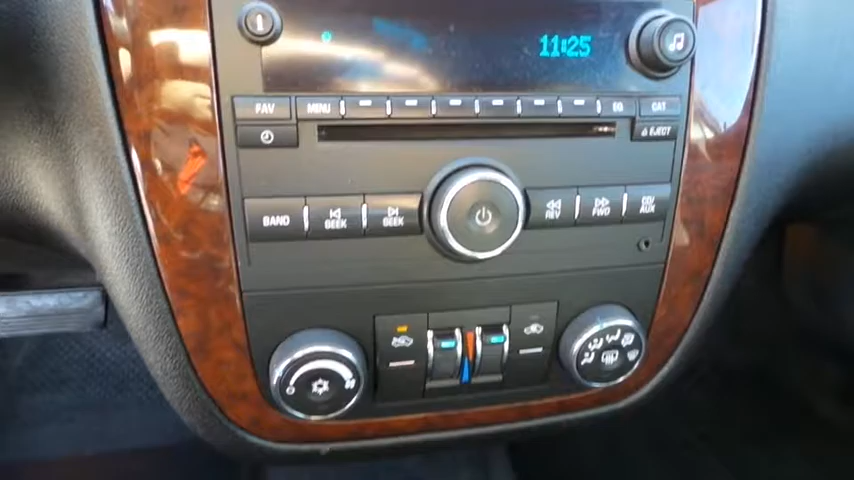 11:25
FAV MENU EQ CAT
EJECT
BAND SEEK SEEK REV FWD CD/
AUX